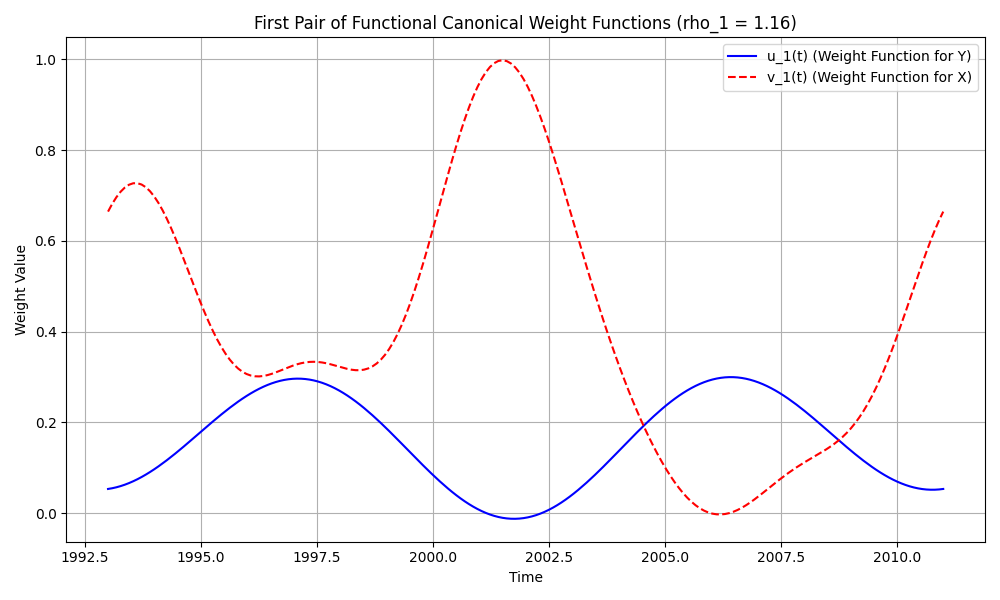 First Pair of Functional Canonical Weight Functions (rho_1 = 1.16)
u_1(t) (Weight Function for Y)
v_1(t) (Weight Function for X)
Weight Value
1.0
0.8
0.6
0.4
0.2
0.0
1992.5 1995.0 1997.5 2000.0 2002.5 2005.0 2007.5 2010.0
Time